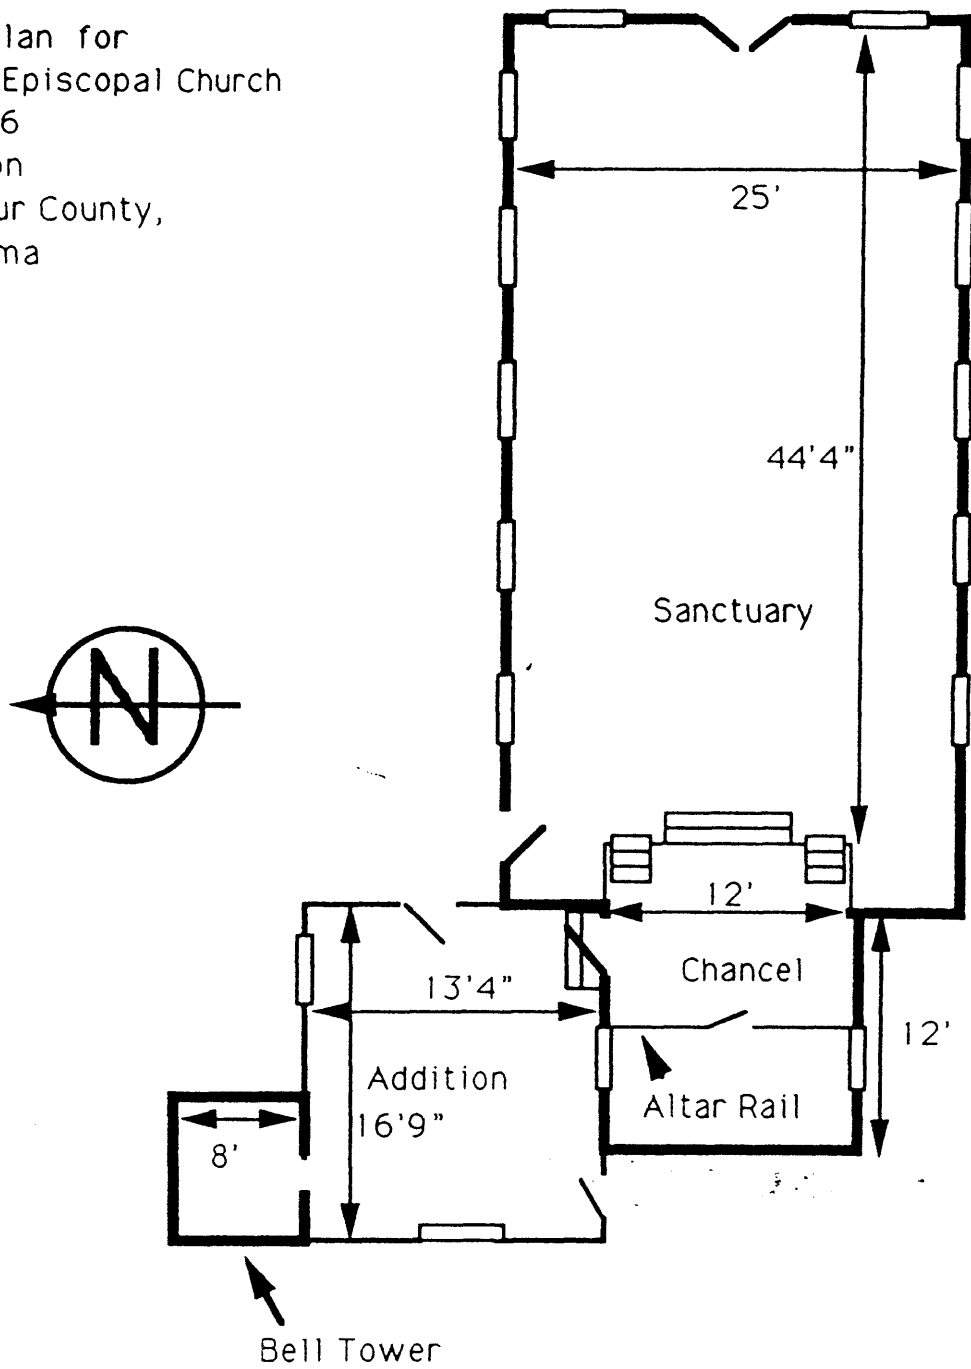 lan for
Episcopal Church
6
on
ur County,
ma
25'
44'4"
Sanctuary
N
12'
Chancel
13'4"
12'
Addition
Altar Rail
16'9"
8'
Bell Tower